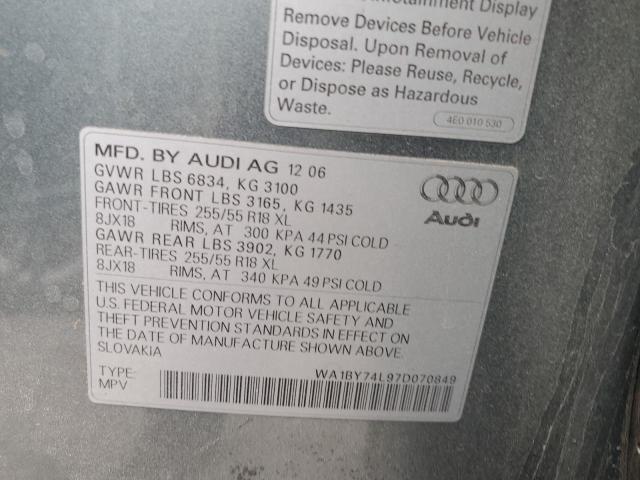 Display
Remove Devices Before Vehicle
Disposal. Upon Removal of
Devices: Please Reuse, Recycle,
or Dispose as Hazardous
Waste.
4E0 010 530
MFD. BY AUDI AG 12 06
GVWR LBS 6834, KG 3100
GAWR FRONT LBS 3165, KG 1435
FRONT-TIRES 255/55 R18 XL
8JX18 RIMS, AT 300 KPA 44 PSI COLD
GAWR REAR LBS 3902, KG 1770
REAR-TIRES 255/55 R18 XL
8JX18 RIMS, AT 340 KPA 49 PSI COLD
Audi
THIS VEHICLE CONFORMS TO ALL APPLICABLE
U.S. FEDERAL MOTOR VEHICLE SAFETY AND
THEFT PREVENTION STANDARDS IN EFFECT ON
THE DATE OF MANUFACTURE SHOWN ABOVE.
SLOVAKIA
TYPE: WA1BY74L97D070849
MPV